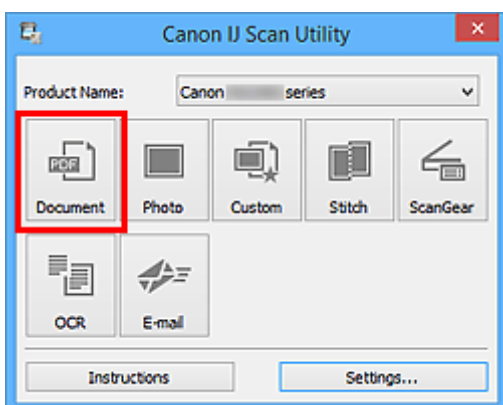 Canon IJ Scan Utility
Product Name: Canon series
PDF
Document Photo Custom Stitch ScanGear
OCR E-mail
Instructions Settings...